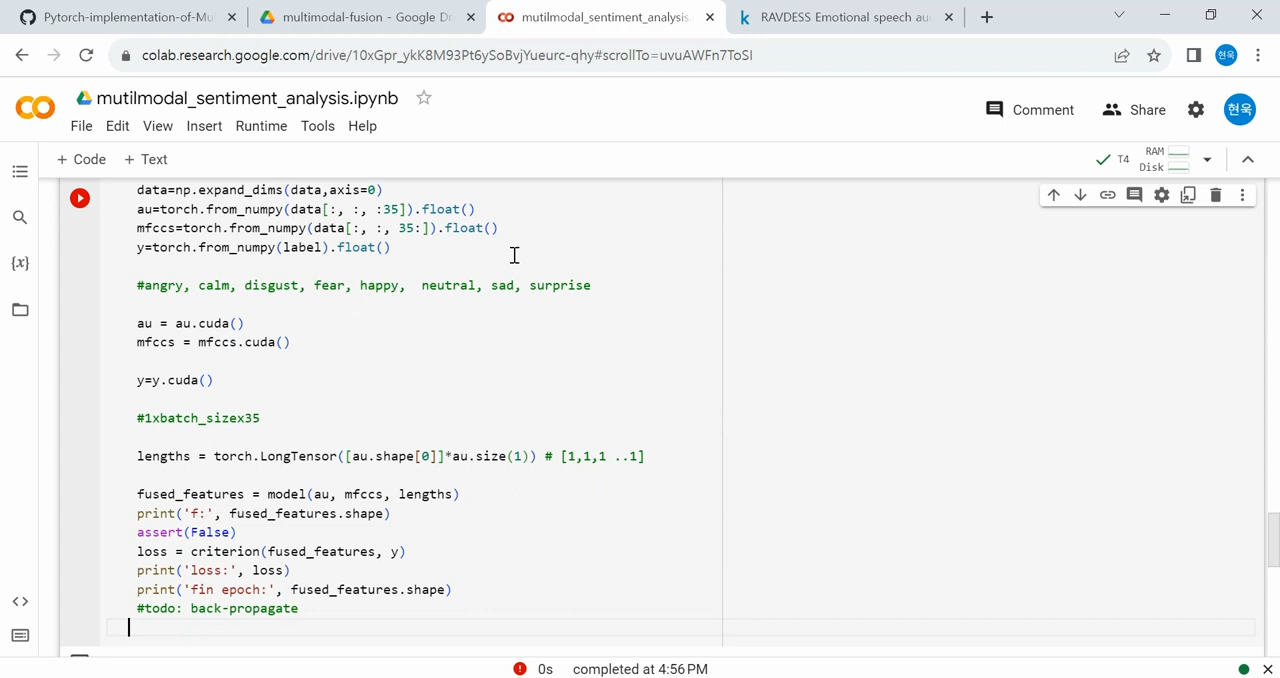 Pytorch-implementation-of-Mu
multimodal-fusion - Google Dr
mutilmodal_sentiment_analysis.
RAVDESS Emotional speech au
colab.research.google.com/drive/10xGpr_ykK8M93Pt6ySoBvjYueurc-qhy#scrollTo=uvuAWFn7ToSI
현욱
mutilmodal_sentiment_analysis.ipynb
Comment
Share
현욱
File Edit View Insert Runtime Tools Help
+ Code + Text
T4
RAM
Disk
data=np.expand_dims(data,axis=0)
au=torch.from_numpy(data[:, :, :35]).float()
mfccs=torch.from_numpy(data[:, :, 35:]).float()
y=torch.from_numpy(label).float()
#angry, calm, disgust, fear, happy,  neutral, sad, surprise
au = au.cuda()
mfccs = mfccs.cuda()
y=y.cuda()
#1xbatch_sizex35
lengths = torch.LongTensor([au.shape[0]]*au.size(1)) # [1,1,1 ..1]
fused_features = model(au, mfccs, lengths)
print('f:', fused_features.shape)
assert(False)
loss = criterion(fused_features, y)
print('loss:', loss)
print('fin epoch:', fused_features.shape)
#todo: back-propagate
0s completed at 4:56 PM